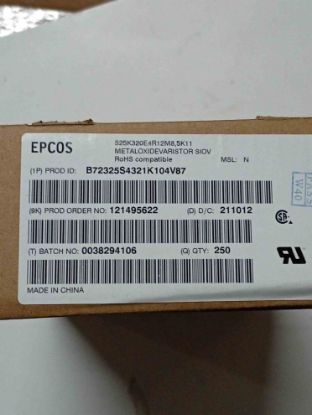 S25K320E4R12M8,5K11
EPCOS
METALOXIDEVARISTOR SIOV
RoHS compatible MSL: N
(1P) PROD ID: B72325S4321K104V87
(9K) PROD ORDER NO: 121495622 (D) D/C: 211012
(T) BATCH NO: 0038294106 (Q) QTY: 250
MADE IN CHINA
W40